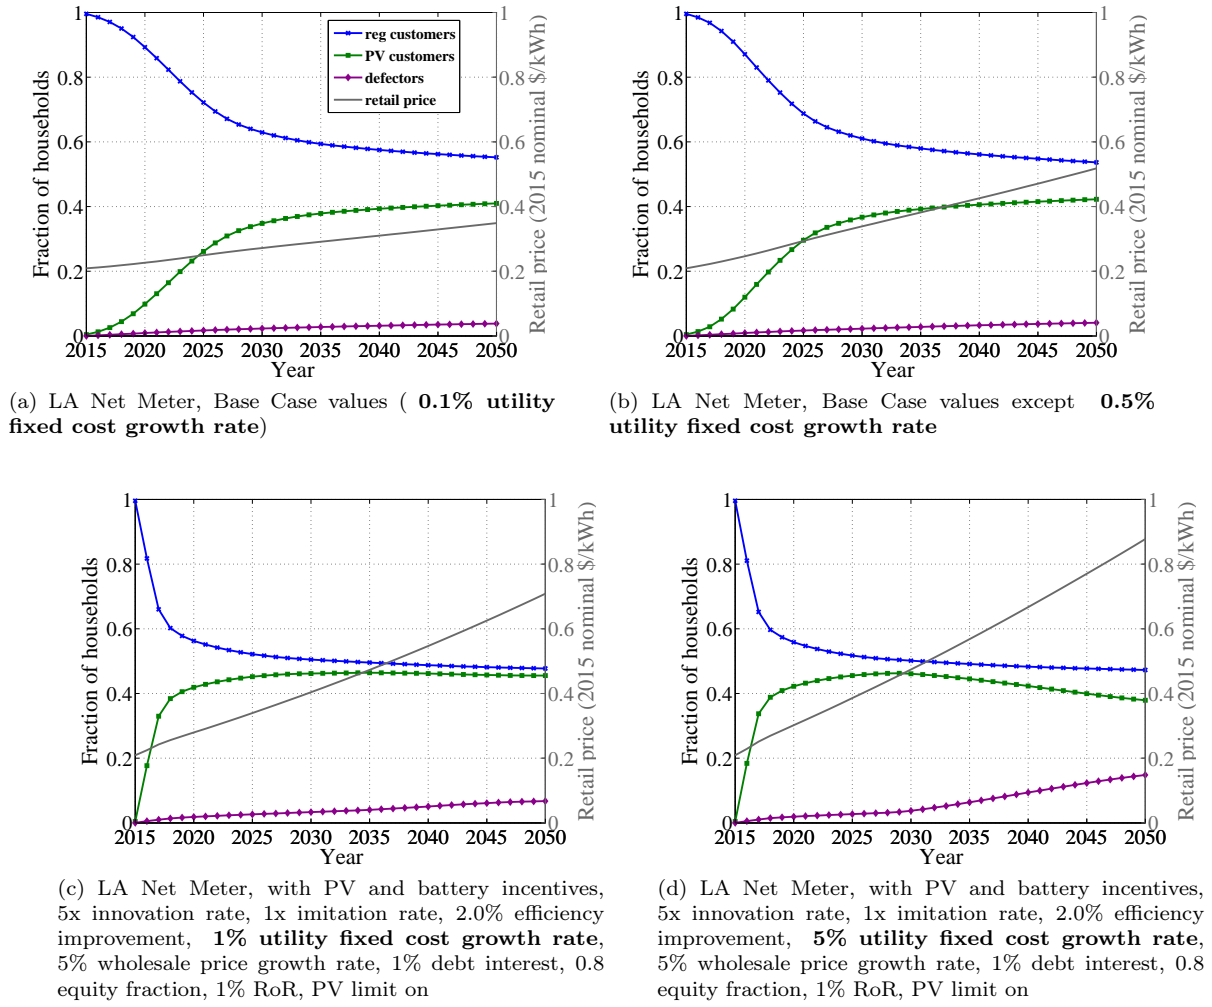 1
0.8
0.6
0.4
0.2
0
Fraction of households
2015 2020 2025 2030 2035 2040 2045 2050
Year
1
0.8
0.6
0.4
0.2
0
Retail price (2015 nominal $/kWh)
reg customers
PV customers
defectors
retail price
(a) LA Net Meter, Base Case values ( 0.1% utility
fixed cost growth rate)
1
0.8
0.6
0.4
0.2
0
Fraction of households
2015 2020 2025 2030 2035 2040 2045 2050
Year
1
0.8
0.6
0.4
0.2
0
Retail price (2015 nominal $/kWh)
(b) LA Net Meter, Base Case values except 0.5%
utility fixed cost growth rate
1
0.8
0.6
0.4
0.2
0
Fraction of households
2015 2020 2025 2030 2035 2040 2045 2050
Year
1
0.8
0.6
0.4
0.2
0
Retail price (2015 nominal $/kWh)
(c) LA Net Meter, with PV and battery incentives,
5x innovation rate, 1x imitation rate, 2.0% efficiency
improvement, 1% utility fixed cost growth rate,
5% wholesale price growth rate, 1% debt interest, 0.8
equity fraction, 1% RoR, PV limit on
1
0.8
0.6
0.4
0.2
0
Fraction of households
2015 2020 2025 2030 2035 2040 2045 2050
Year
1
0.8
0.6
0.4
0.2
0
Retail price (2015 nominal $/kWh)
(d) LA Net Meter, with PV and battery incentives,
5x innovation rate, 1x imitation rate, 2.0% efficiency
improvement, 5% utility fixed cost growth rate,
5% wholesale price growth rate, 1% debt interest, 0.8
equity fraction, 1% RoR, PV limit on